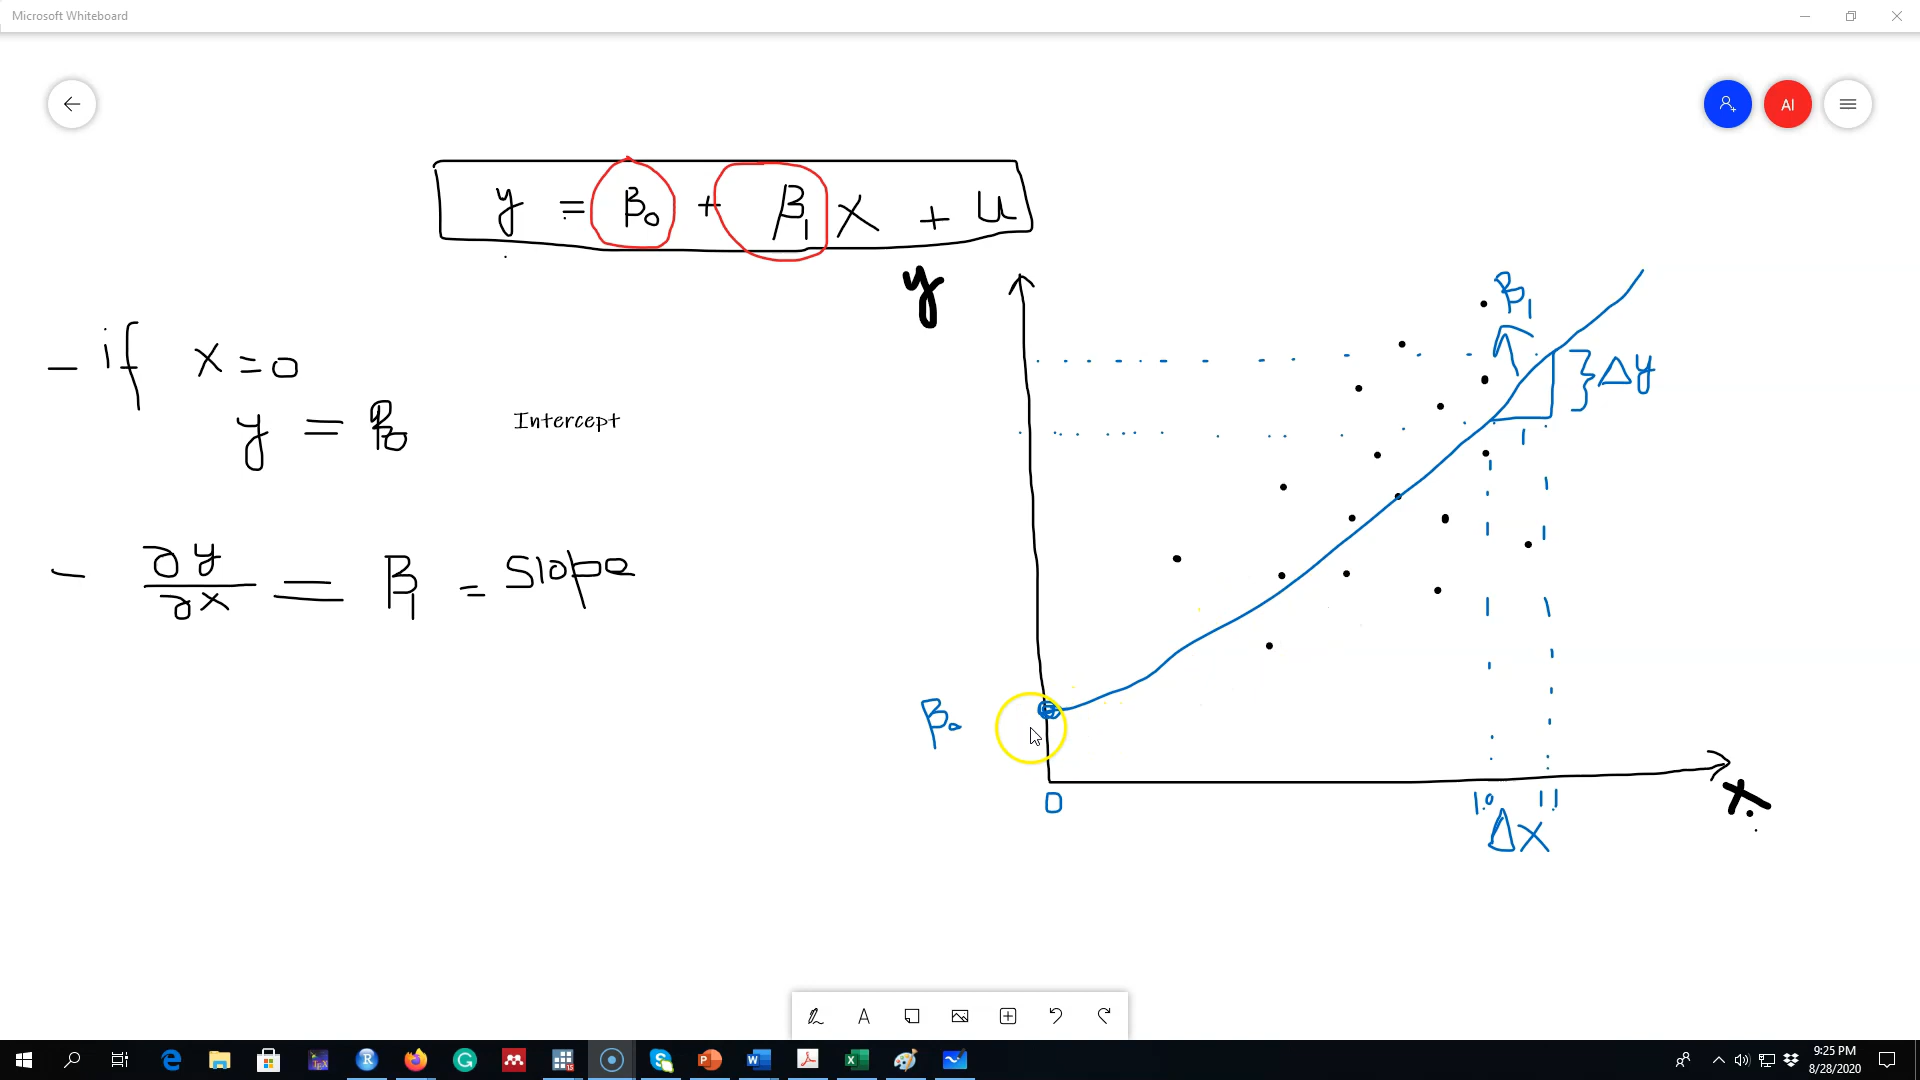 Microsoft Whiteboard
AI
y = β₀ + β₁ X + u
y
- if X = 0
y = β₀
Intercept
- ∂y/∂x = β₁ = Slope
β₁
} Δy
β₀
0
10 11
ΔX
X
9:25 PM
8/28/2020